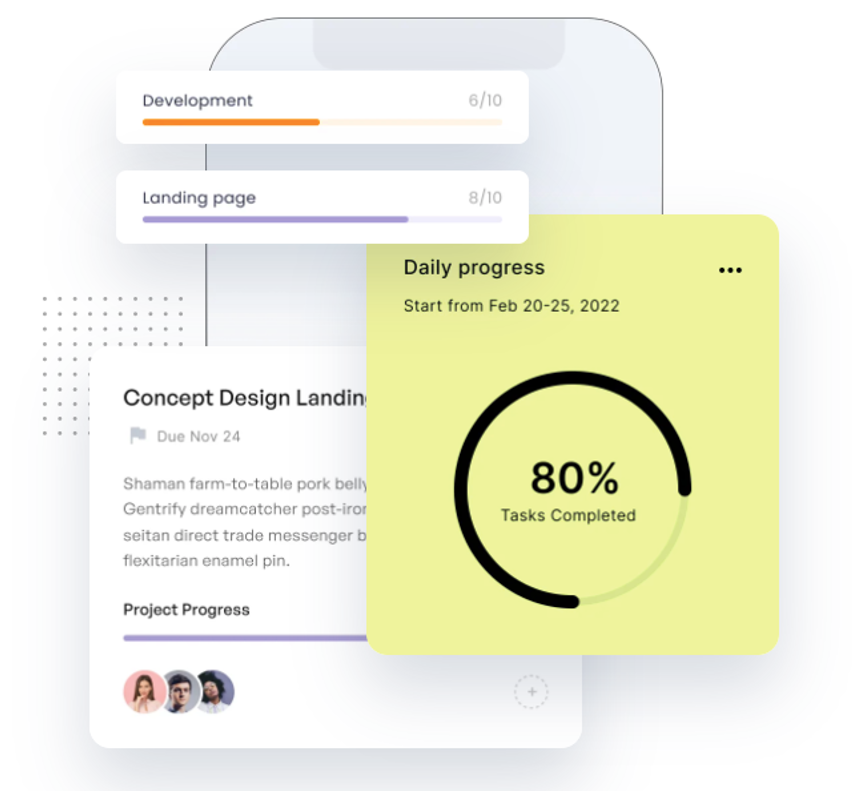 Development 6/10
Landing page 8/10
Daily progress
Start from Feb 20-25, 2022
80%
Tasks Completed
Concept Design Landing
Due Nov 24
Shaman farm-to-table pork belly
Gentrify dreamcatcher post-iron
seitan direct trade messenger b
flexitarian enamel pin.
Project Progress